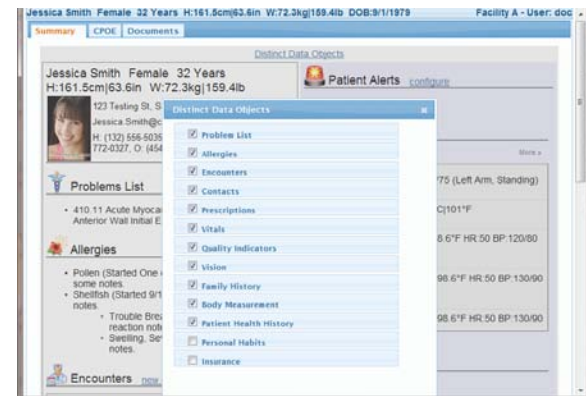 Jessica Smith Female 32 Years H:161.5cm|63.6in W:72.3kg|159.4lb DOB:9/1/1979 Facility A - User: doc
Summary CPOE Documents
Distinct Data Objects
Jessica Smith Female 32 Years
H:161.5cm|63.6in W:72.3kg|159.4lb
123 Testing St, S
Jessica.Smith@c
H: (132) 556-5035
772-0327, O: (454
Patient Alerts configure
Distinct Data Objects
Problem List
Allergies
Encounters
Contacts
Prescriptions
Vitals
Quality Indicators
Vision
Family History
Body Measurement
Patient Health History
Personal Habits
Insurance
More »
/75 (Left Arm, Standing)
C|101°F
8.6°F HR:50 BP:120/80
98.6°F HR:50 BP:130/90
98.6°F HR:50 BP:130/90
Problems List
410.11 Acute Myoca
Anterior Wall Initial E
Allergies
Pollen (Started One
some notes.
Shellfish (Started 9/1
notes.
Trouble Brea
reaction note
Swelling, Se
notes.
Encounters new